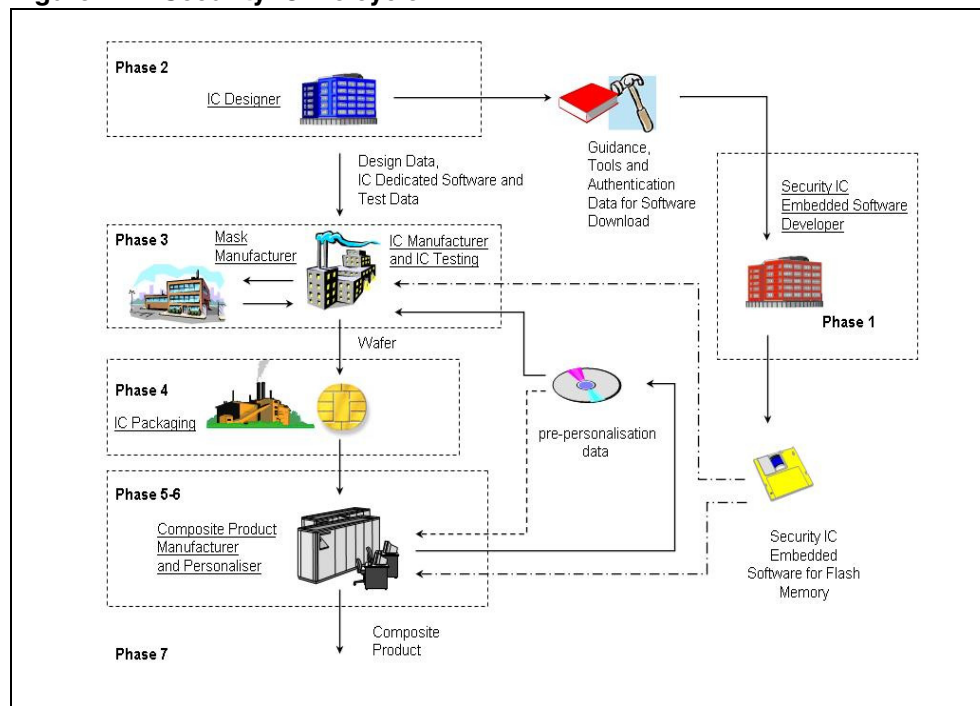 Phase 2
IC Designer
Guidance,
Tools and
Authentication
Data for Software
Download
Design Data,
IC Dedicated Software and
Test Data
Security IC
Embedded Software
Developer
Phase 1
Phase 3
Mask
Manufacturer
IC Manufacturer
and IC Testing
Wafer
Phase 4
IC Packaging
pre-personalisation
data
Phase 5-6
Composite Product
Manufacturer
and Personaliser
Security IC
Embedded
Software for Flash
Memory
Composite
Product
Phase 7